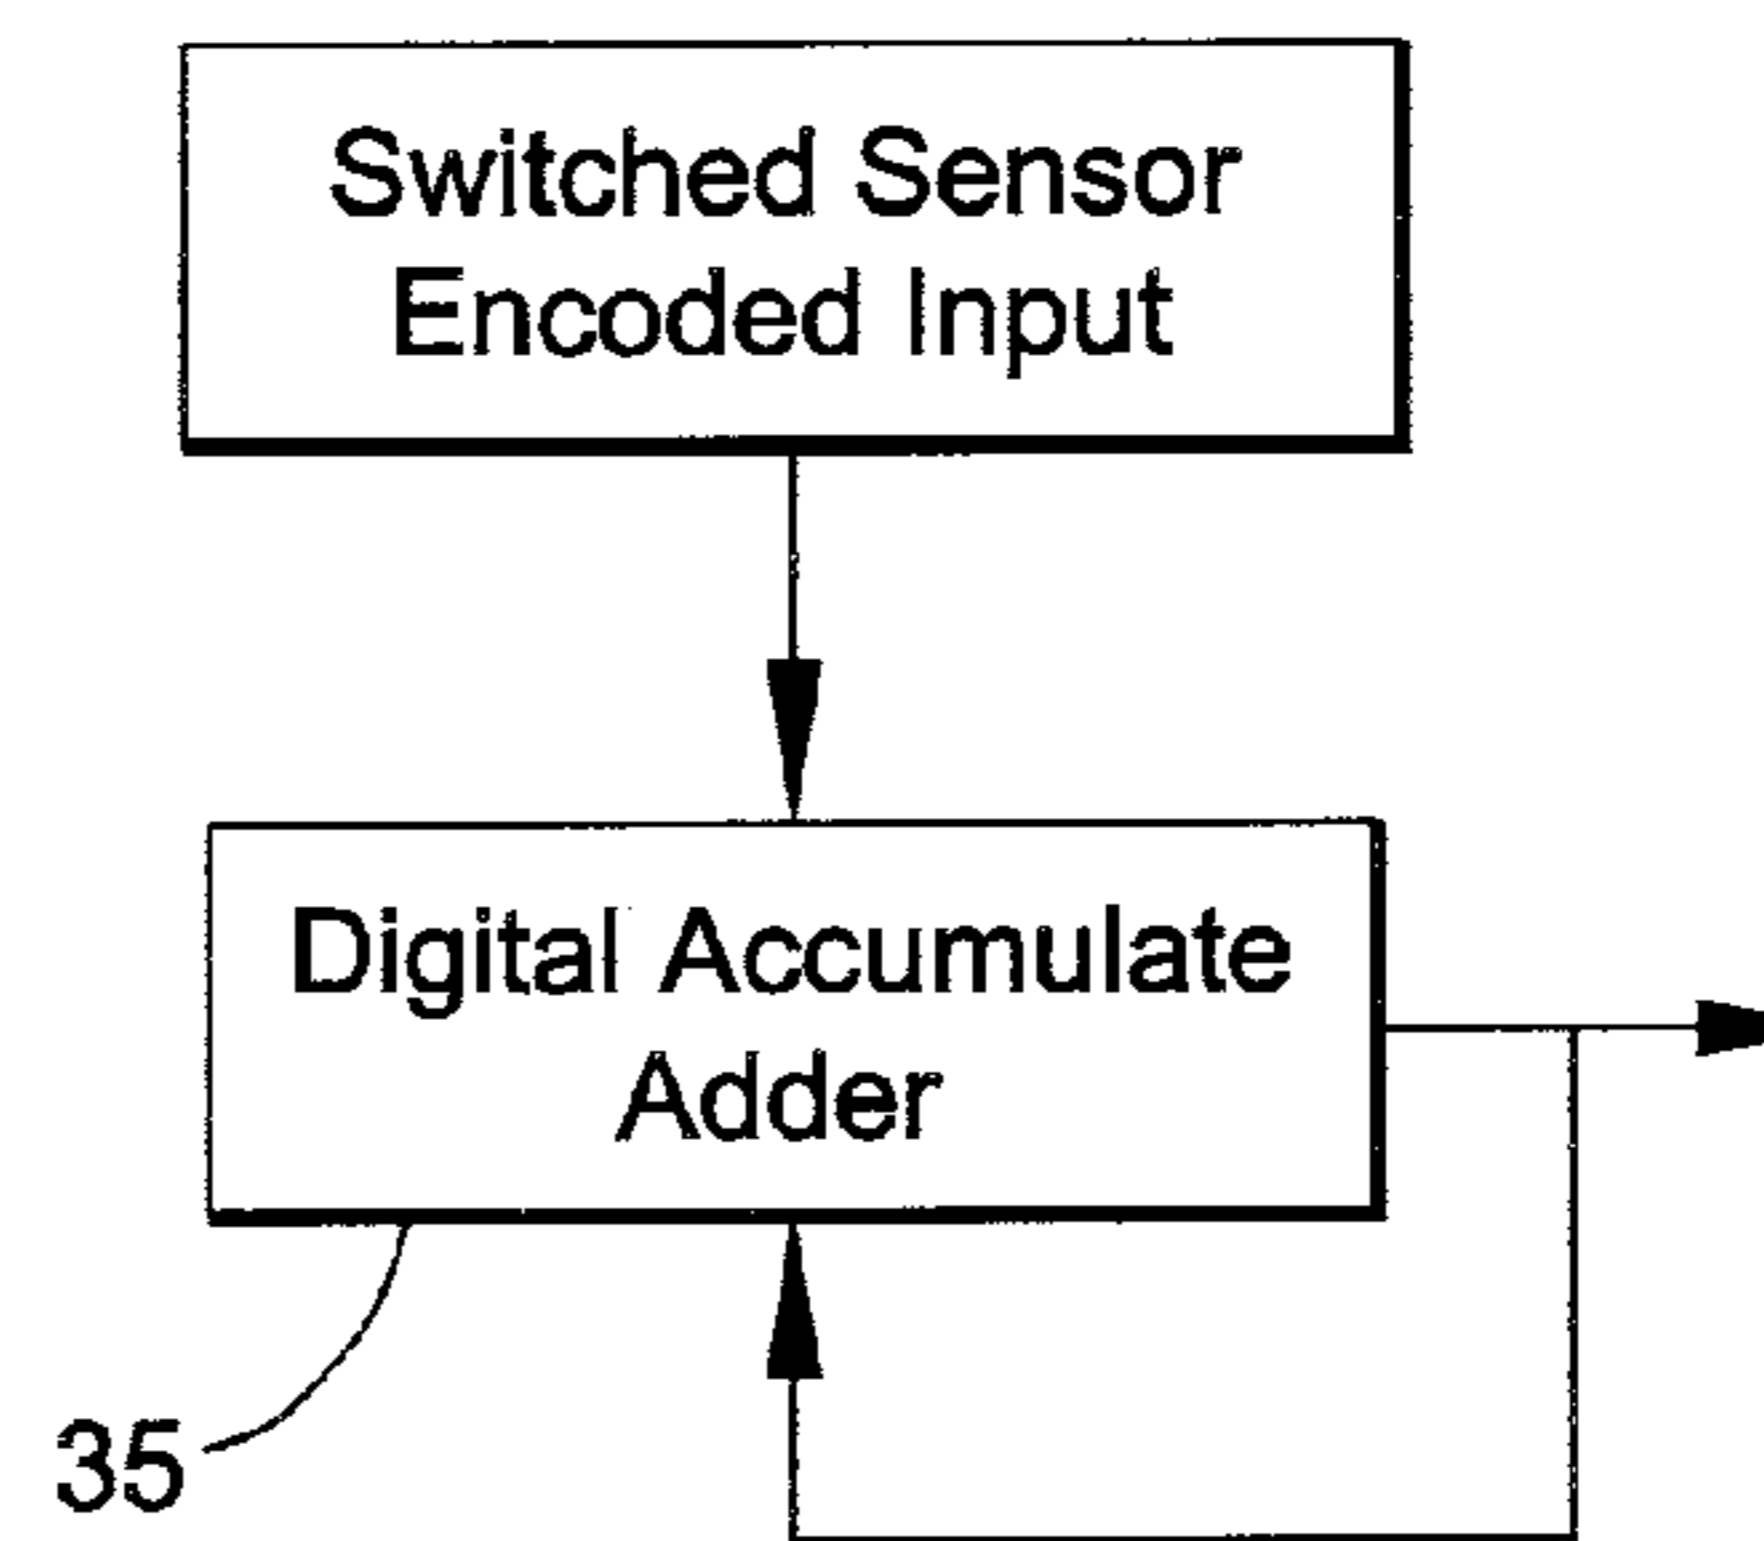 Switched Sensor
Encoded Input
Digital Accumulate
Adder
35